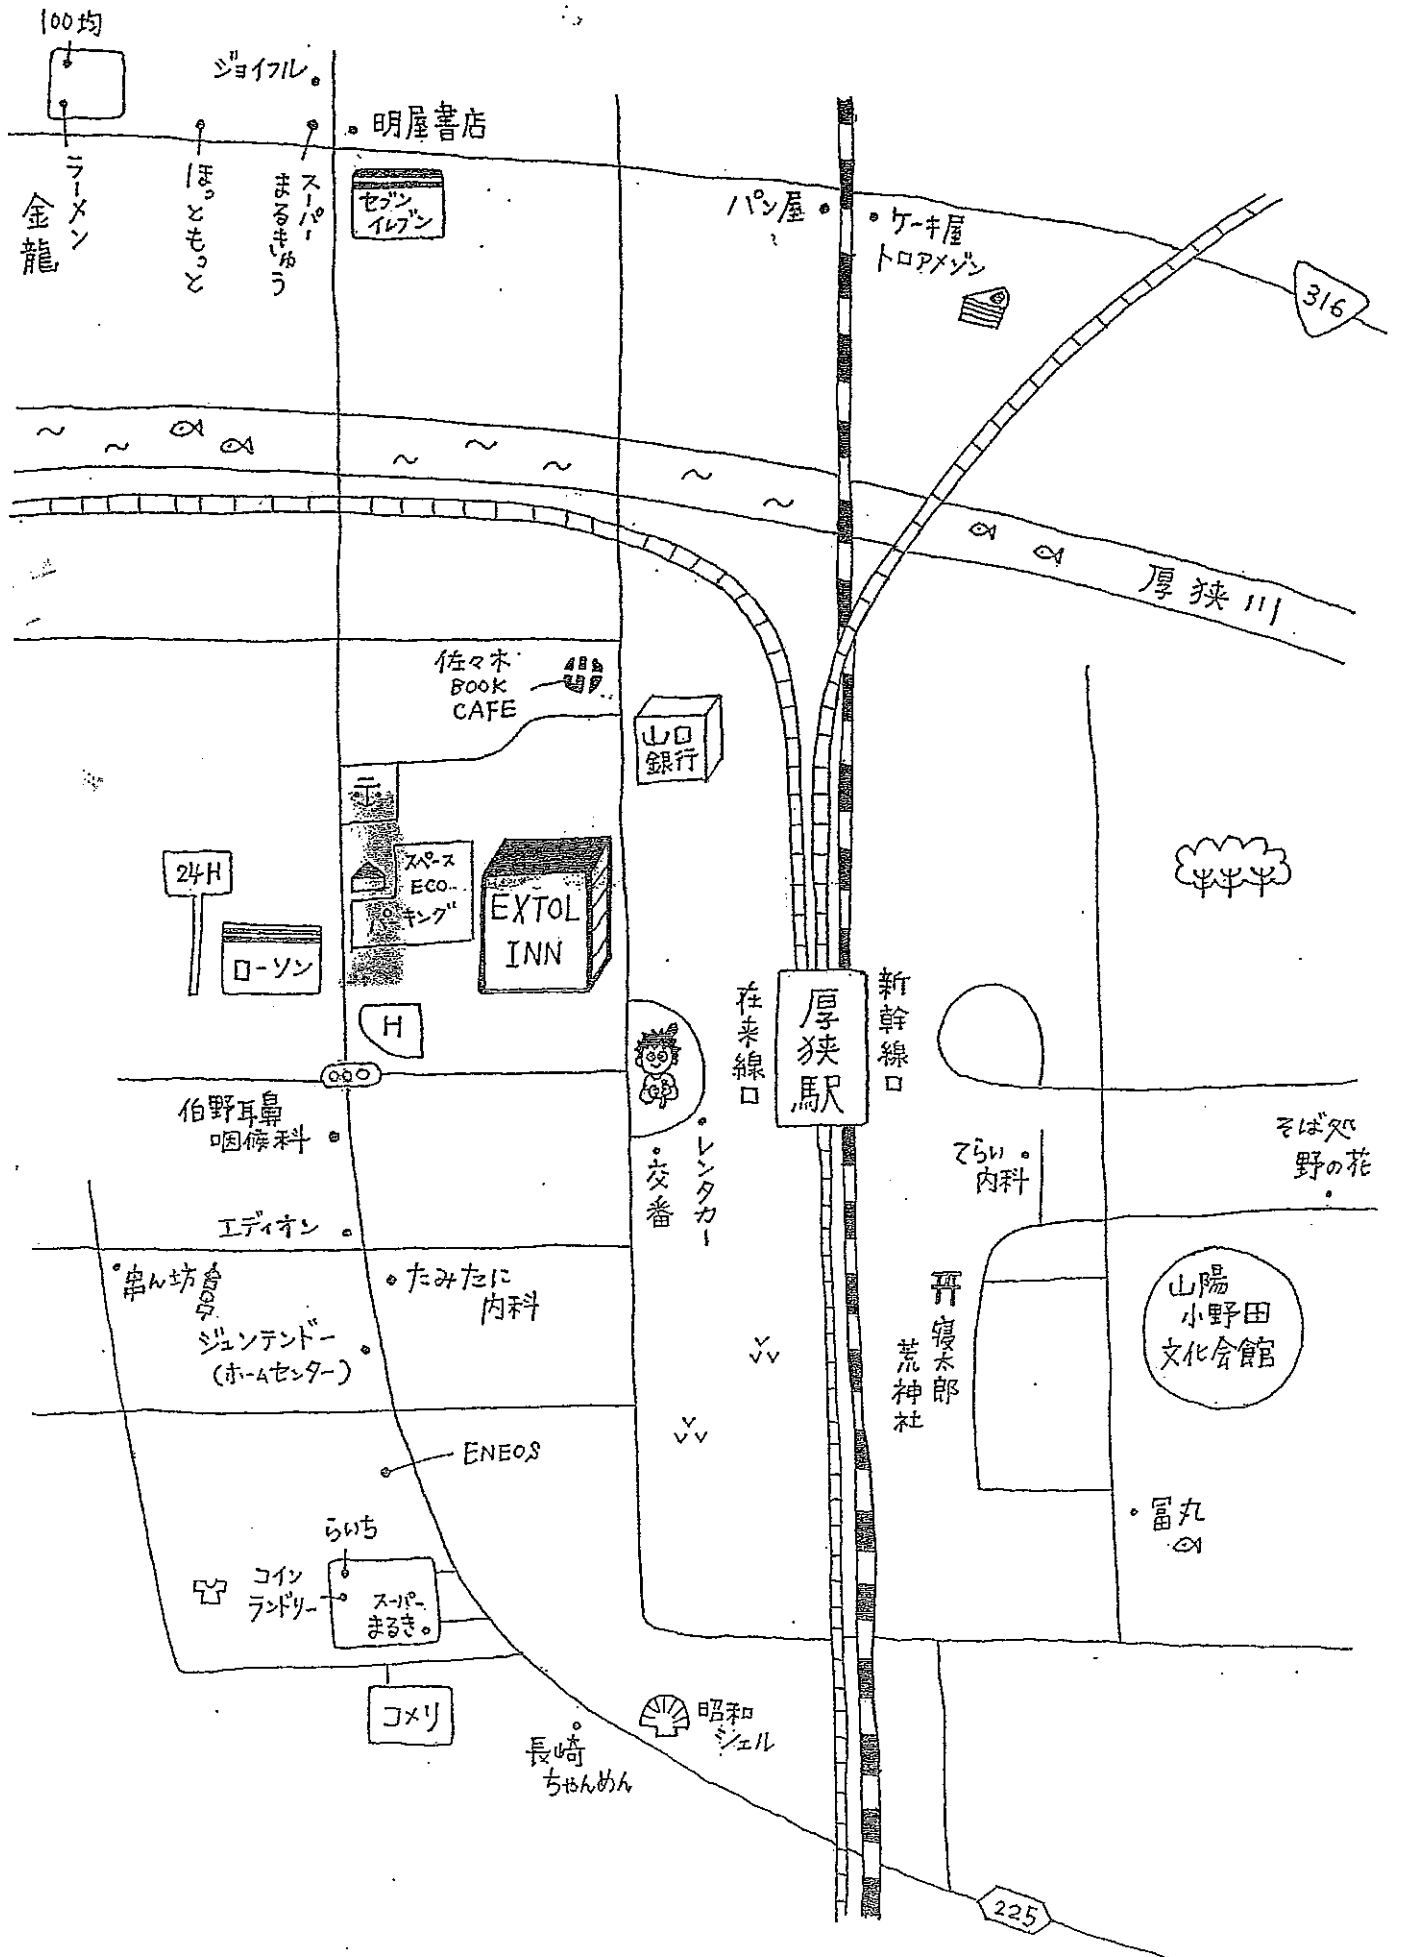 100均
ジョイフル
明屋書店
ラーメン
金龍
ほっともっと
スーパー
まるきゅう
セブン
イレブン
パン屋
ケーキ屋
トロアメゾン
316
厚狭川
佐々木
BOOK
CAFE
山口
銀行
〒
24H
ローソン
スペース
ECO
パーキング
EXTOL
INN
H
在来線口
厚狭駅
新幹線口
伯野耳鼻
咽候科
交番
レンタカー
てらい
内科
そば処
野の花
エディオン
串ん坊
たみたに
内科
ジュンテンドー
(ホームセンター)
寝太郎
荒神社
山陽
小野田
文化会館
ENEOS
冨丸
らいち
コイン
ランドリー
スーパー
まるき
コメリ
長崎
ちゃんめん
昭和
シェル
225